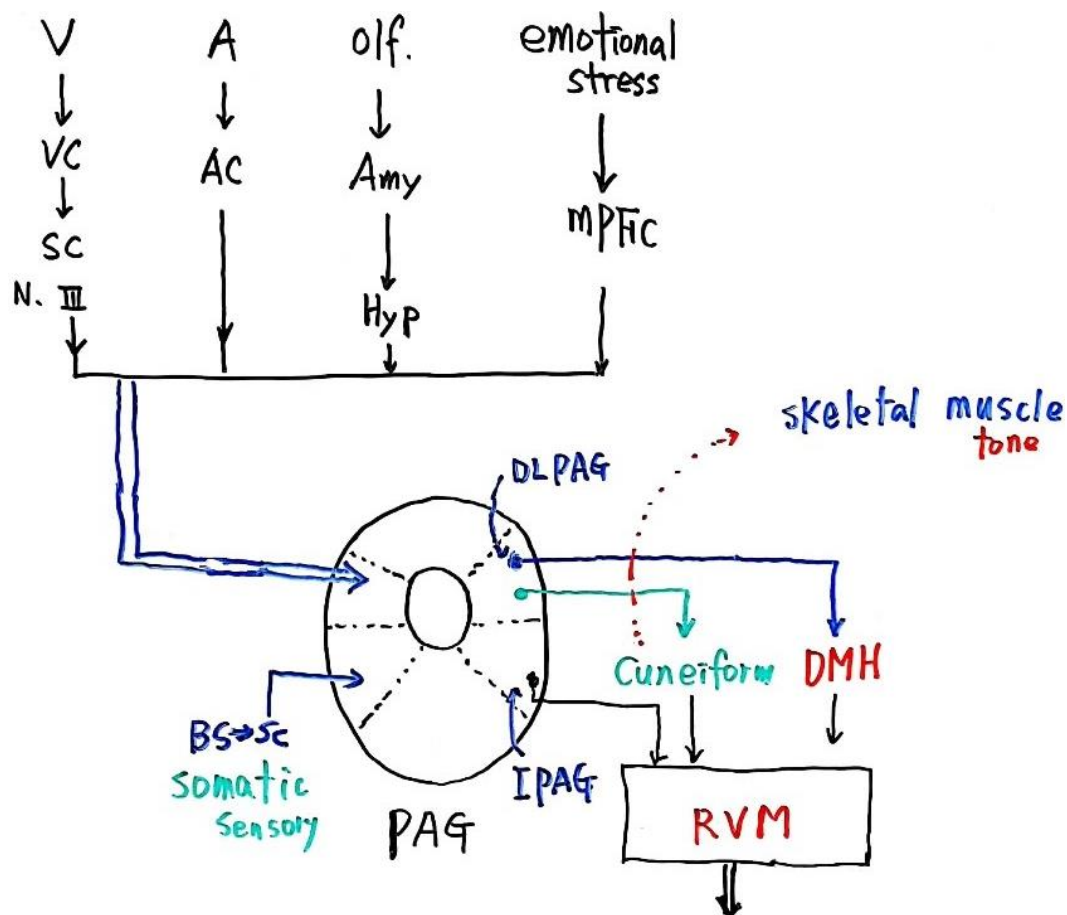 V
A
Olf.
emotional
stress
VC
AC
Amy
mPFC
SC
N. III
Hyp
skeletal muscle
tone
DLPAG
Cuneiform
DMH
BS→SC
somatic
sensory
lPAG
PAG
RVM